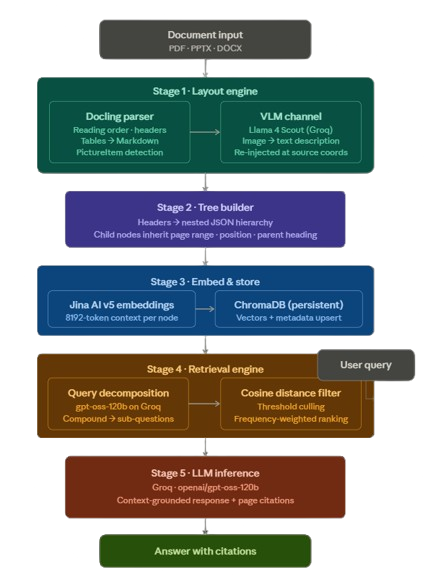 Document input
PDF · PPTX · DOCX
Stage 1 · Layout engine
Docling parser
Reading order · headers
Tables → Markdown
PictureItem detection
VLM channel
Llama 4 Scout (Groq)
Image → text description
Re-injected at source coords
Stage 2 · Tree builder
Headers → nested JSON hierarchy
Child nodes inherit page range · position · parent heading
Stage 3 · Embed & store
Jina AI v5 embeddings
8192-token context per node
ChromaDB (persistent)
Vectors + metadata upsert
Stage 4 · Retrieval engine
User query
Query decomposition
gpt-oss-120b on Groq
Compound → sub-questions
Cosine distance filter
Threshold culling
Frequency-weighted ranking
Stage 5 · LLM inference
Groq · openai/gpt-oss-120b
Context-grounded response + page citations
Answer with citations